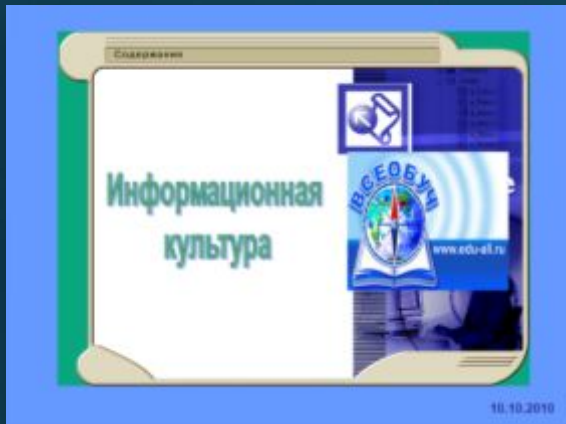 Содержание
Информационная
культура
ВСЕОБУЧ
www.edu-all.ru
10.10.2010